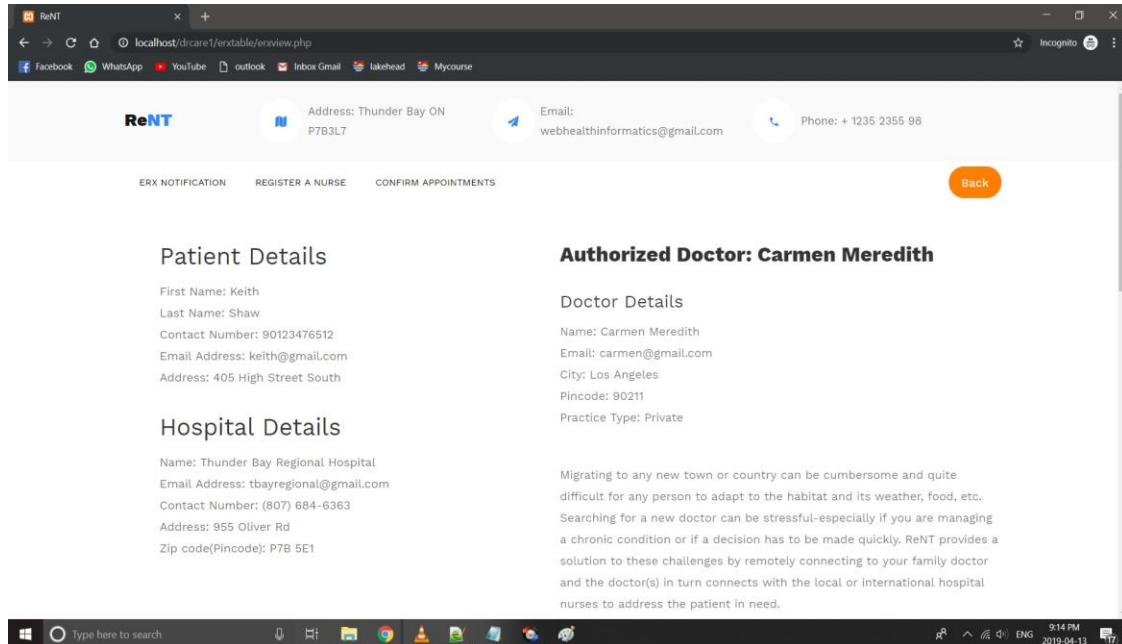 ReNT
localhost/drcare1/erxtable/erxview.php
Incognito
Facebook WhatsApp YouTube outlook Inbox Gmail lakehead Mycourse
ReNT
Address: Thunder Bay ON
P7B3L7
Email:
webhealthinformatics@gmail.com
Phone: + 1235 2355 98
ERX NOTIFICATION REGISTER A NURSE CONFIRM APPOINTMENTS
Back
Patient Details
First Name: Keith
Last Name: Shaw
Contact Number: 90123476512
Email Address: keith@gmail.com
Address: 405 High Street South
Hospital Details
Name: Thunder Bay Regional Hospital
Email Address: tbayregional@gmail.com
Contact Number: (807) 684-6363
Address: 955 Oliver Rd
Zip code(Pincode): P7B 5E1
Authorized Doctor: Carmen Meredith
Doctor Details
Name: Carmen Meredith
Email: carmen@gmail.com
City: Los Angeles
Pincode: 90211
Practice Type: Private
Migrating to any new town or country can be cumbersome and quite
difficult for any person to adapt to the habitat and its weather, food, etc.
Searching for a new doctor can be stressful-especially if you are managing
a chronic condition or if a decision has to be made quickly. ReNT provides a
solution to these challenges by remotely connecting to your family doctor
and the doctor(s) in turn connects with the local or international hospital
nurses to address the patient in need.
Type here to search
ENG
9:14 PM
2019-04-13
17